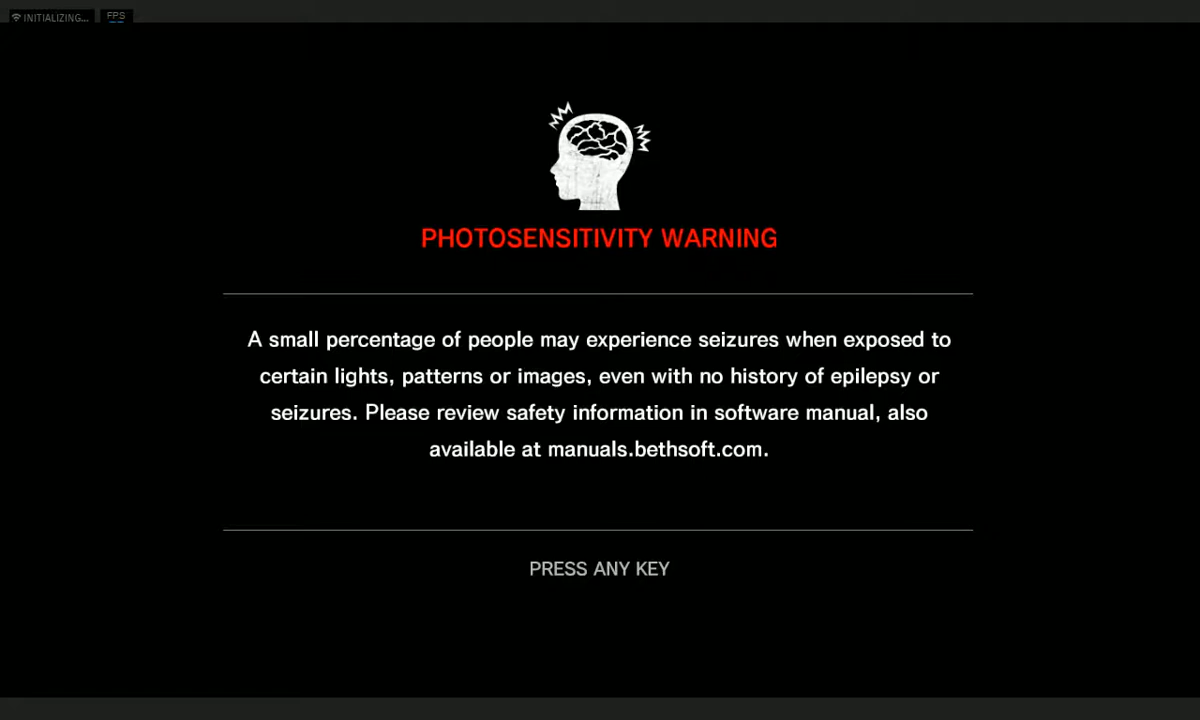 INITIALIZING... FPS
PHOTOSENSITIVITY WARNING
A small percentage of people may experience seizures when exposed to
certain lights, patterns or images, even with no history of epilepsy or
seizures. Please review safety information in software manual, also
available at manuals.bethsoft.com.
PRESS ANY KEY